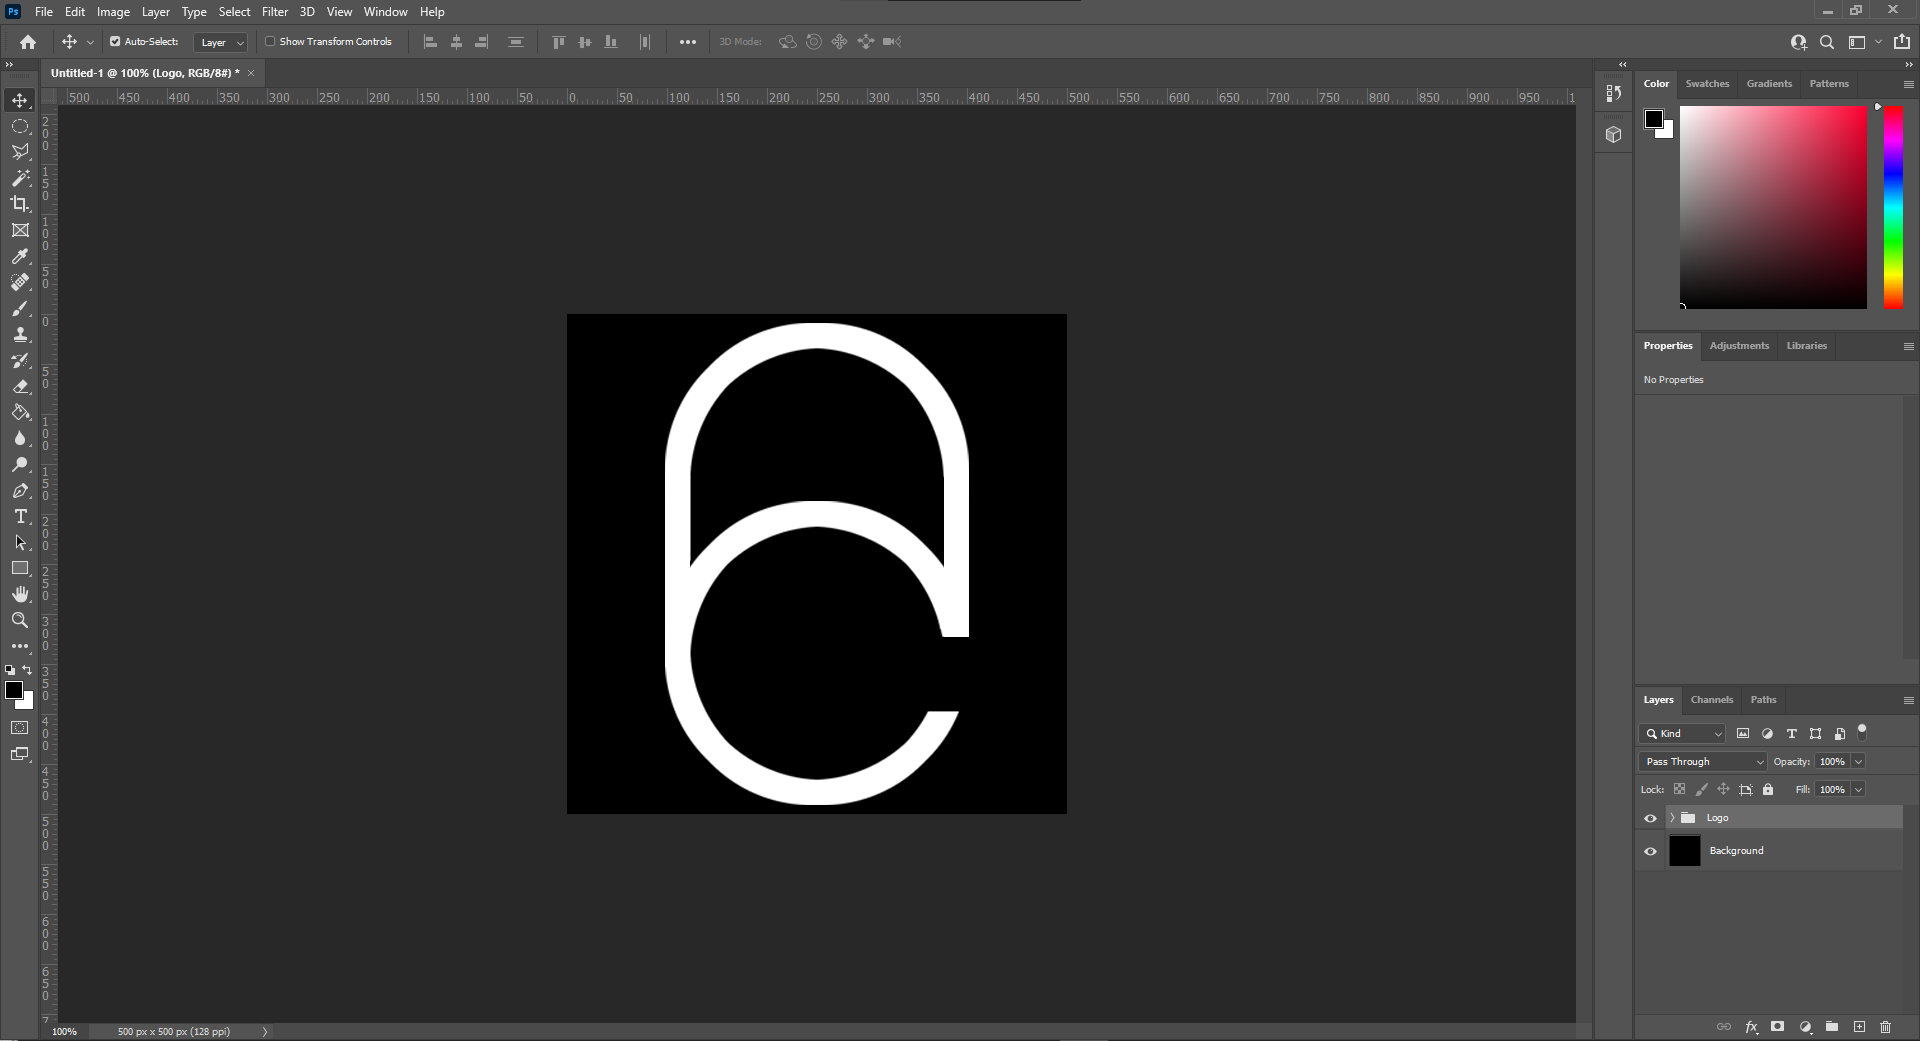 Ps File Edit Image Layer Type Select Filter 3D View Window Help
Auto-Select: Layer Show Transform Controls 3D Mode:
Untitled-1 @ 100% (Logo, RGB/8#) * ×
500 450 400 350 300 250 200 150 100 50 0 50 100 150 200 250 300 350 400 450 500 550 600 650 700 750 800 850 900 950 1
200
150
100
50
0
50
100
150
200
250
300
350
400
450
500
550
600
650
7
T
Color Swatches Gradients Patterns
Properties Adjustments Libraries
No Properties
Layers Channels Paths
Kind T
Pass Through Opacity: 100%
Lock: Fill: 100%
Logo
Background
fx
100% 500 px x 500 px (128 ppi)